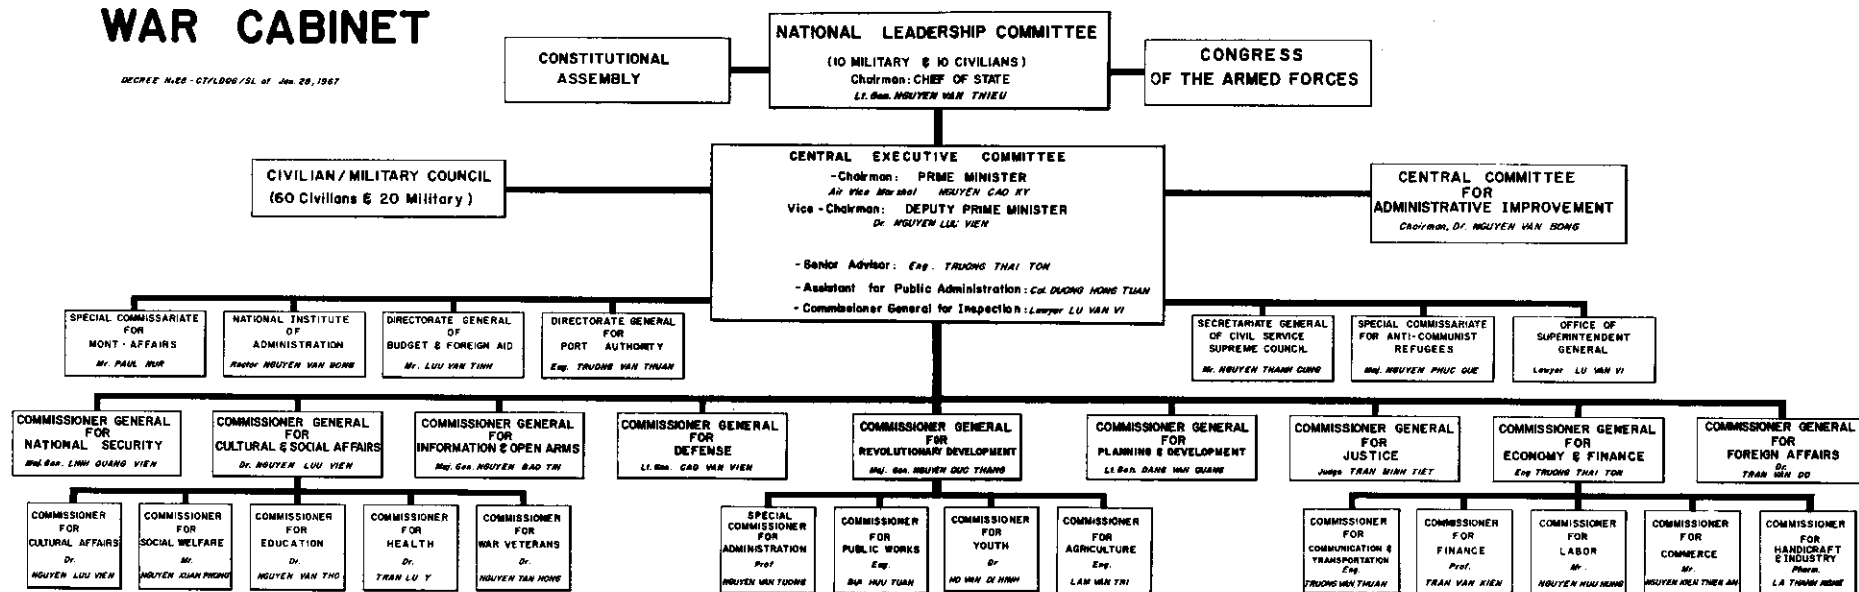 WAR CABINET
DECREE
of Jan. 28, 1967
CONSTITUTIONAL
ASSEMBLY
NATIONAL LEADERSHIP COMMITTEE
(10 MILITARY & 10 CIVILIANS)
Chairman: CHIEF OF STATE
Lt. Gen. NGUYEN VAN THIEU
CONGRESS
OF THE ARMED FORCES
CIVILIAN/MILITARY COUNCIL
(60 Civilians & 20 Military)
CENTRAL EXECUTIVE COMMITTEE
-Chairman: PRIME MINISTER
Air Vice Marshal NGUYEN CAO KY
Vice-Chairman: DEPUTY PRIME MINISTER
Dr. NGUYEN LUU VIEN
- Senior Advisor: Eng. TRUONG THAI TON
- Assistant for Public Administration: Col. DUONG HONG TUAN
- Commissioner General for Inspection: Lawyer LU VAN VI
CENTRAL COMMITTEE
FOR
ADMINISTRATIVE IMPROVEMENT
Chairman, Dr. NGUYEN VAN BONG
SPECIAL COMMISSARIATE
FOR
MONT-AFFAIRS
Mr. PAUL NUR
NATIONAL INSTITUTE
OF
ADMINISTRATION
Rector NGUYEN VAN BONG
DIRECTORATE GENERAL
OF
BUDGET & FOREIGN AID
Mr. LUU VAN TINH
DIRECTORATE GENERAL
FOR
PORT AUTHORITY
Eng. TRUONG VAN THUAN
SECRETARIATE GENERAL
OF CIVIL SERVICE
SUPREME COUNCIL
Mr. NGUYEN THANH CUNG
SPECIAL COMMISSARIATE
FOR ANTI-COMMUNIST
REFUGEES
Maj. NGUYEN PHUC QUE
OFFICE OF
SUPERINTENDENT
GENERAL
Lawyer LU VAN VI
COMMISSIONER GENERAL
FOR
NATIONAL SECURITY
Maj. Gen. LINH QUANG VIEN
COMMISSIONER GENERAL
FOR
CULTURAL & SOCIAL AFFAIRS
Dr. NGUYEN LUU VIEN
COMMISSIONER GENERAL
FOR
INFORMATION & OPEN ARMS
Maj. Gen. NGUYEN BAO TRI
COMMISSIONER GENERAL
FOR
DEFENSE
Lt. Gen. CAO VAN VIEN
COMMISSIONER GENERAL
FOR
REVOLUTIONARY DEVELOPMENT
Maj. Gen. NGUYEN DUC THANG
COMMISSIONER GENERAL
FOR
PLANNING & DEVELOPMENT
Lt. Gen. DANG VAN QUANG
COMMISSIONER GENERAL
FOR
JUSTICE
Judge TRAN MINH TIET
COMMISSIONER GENERAL
FOR
ECONOMY & FINANCE
Eng TRUONG THAI TON
COMMISSIONER GENERAL
FOR
FOREIGN AFFAIRS
Dr.
TRAN VAN DO
COMMISSIONER
FOR
CULTURAL AFFAIRS
Dr.
NGUYEN LUU VIEN
COMMISSIONER
FOR
SOCIAL WELFARE
Mr.
NGUYEN XUAN PHONG
COMMISSIONER
FOR
EDUCATION
Dr.
NGUYEN VAN THO
COMMISSIONER
FOR
HEALTH
Dr.
TRAN LU Y
COMMISSIONER
FOR
WAR VETERANS
Dr.
NGUYEN TAN HONG
SPECIAL
COMMISSIONER
FOR
ADMINISTRATION
Prof
NGUYEN VAN TUONG
COMMISSIONER
FOR
PUBLIC WORKS
Eng.
BUI HUU TUAN
COMMISSIONER
FOR
YOUTH
Dr
HO VAN DI HINH
COMMISSIONER
FOR
AGRICULTURE
Eng.
LAM VAN TRI
COMMISSIONER
FOR
COMMUNICATION &
TRANSPORTATION
Eng.
TRUONG VAN THUAN
COMMISSIONER
FOR
FINANCE
Prof.
TRAN VAN KIEN
COMMISSIONER
FOR
LABOR
Mr.
NGUYEN HUU HUNG
COMMISSIONER
FOR
COMMERCE
Mr.
NGUYEN KIEN THIEN AN
COMMISSIONER
FOR
HANDICRAFT
& INDUSTRY
Pharm.
LA THANH NGHE